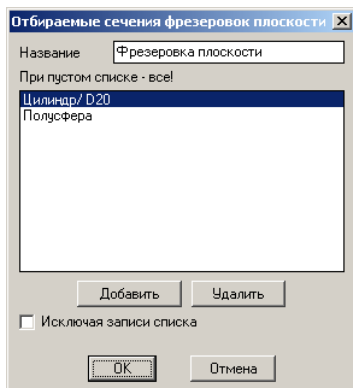 Отбираемые сечения фрезеровок плоскости
Название Фрезеровка плоскости
При пустом списке - все!
Цилиндр/ D20
Полусфера
Добавить Удалить
Исключая записи списка
OK Отмена